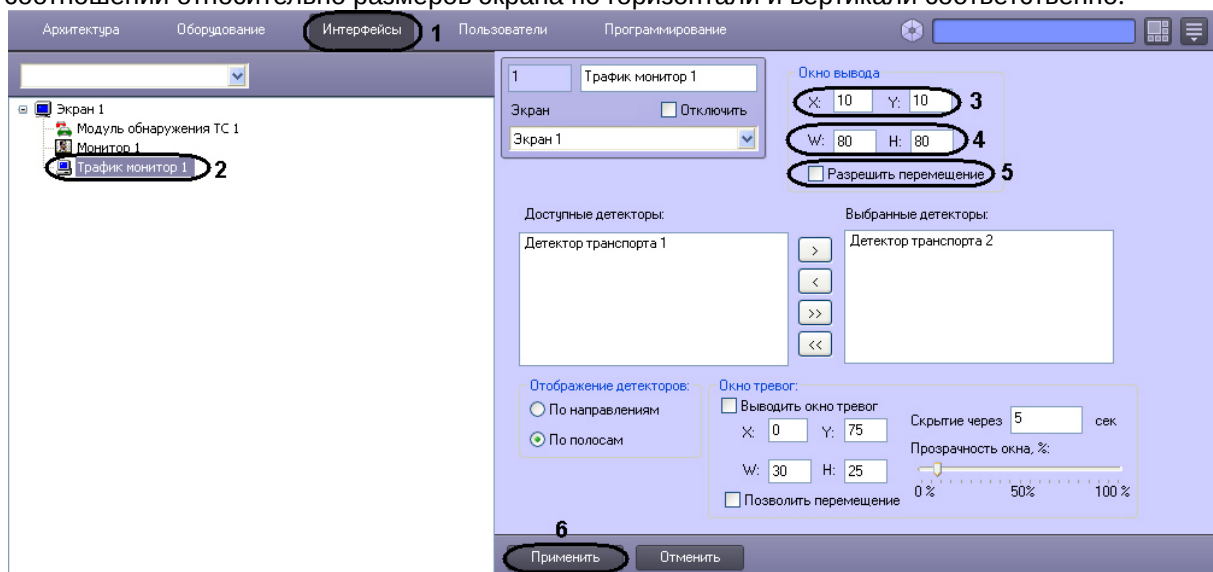 соотношении относительно размеров экрана по горизонтали и вертикали соответственно.
Архитектура Оборудование Интерфейсы 1 Пользователи Программирование
1 Трафик монитор 1
Экран Отключить
Экран 1
Окно вывода
X: 10 Y: 10 3
W: 80 H: 80 4
Разрешить перемещение 5
Экран 1
Модуль обнаружения ТС 1
Монитор 1
Трафик монитор 1 2
Доступные детекторы: Выбранные детекторы:
Детектор транспорта 1 > Детектор транспорта 2
<
>>
<<
Отображение детекторов:
По направлениям
По полосам
Окно тревог:
Выводить окно тревог
X: 0 Y: 75
W: 30 H: 25
Позволить перемещение
Скрытие через 5 сек
Прозрачность окна, %:
0 % 50% 100 %
6
Применить Отменить